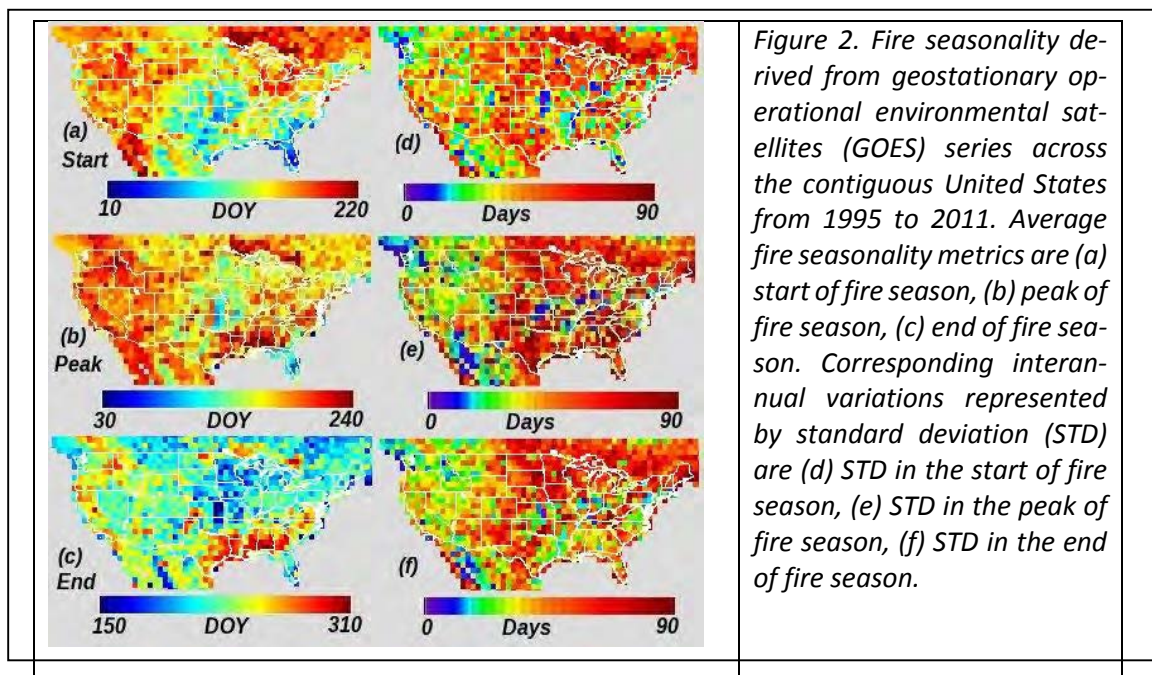 (a)
Start
10 DOY 220
(d)
0 Days 90
(b)
Peak
30 DOY 240
(e)
0 Days 90
(c)
End
150 DOY 310
(f)
0 Days 90
Figure 2. Fire seasonality de-
rived from geostationary op-
erational environmental sat-
ellites (GOES) series across
the contiguous United States
from 1995 to 2011. Average
fire seasonality metrics are (a)
start of fire season, (b) peak of
fire season, (c) end of fire sea-
son. Corresponding interan-
nual variations represented
by standard deviation (STD)
are (d) STD in the start of fire
season, (e) STD in the peak of
fire season, (f) STD in the end
of fire season.